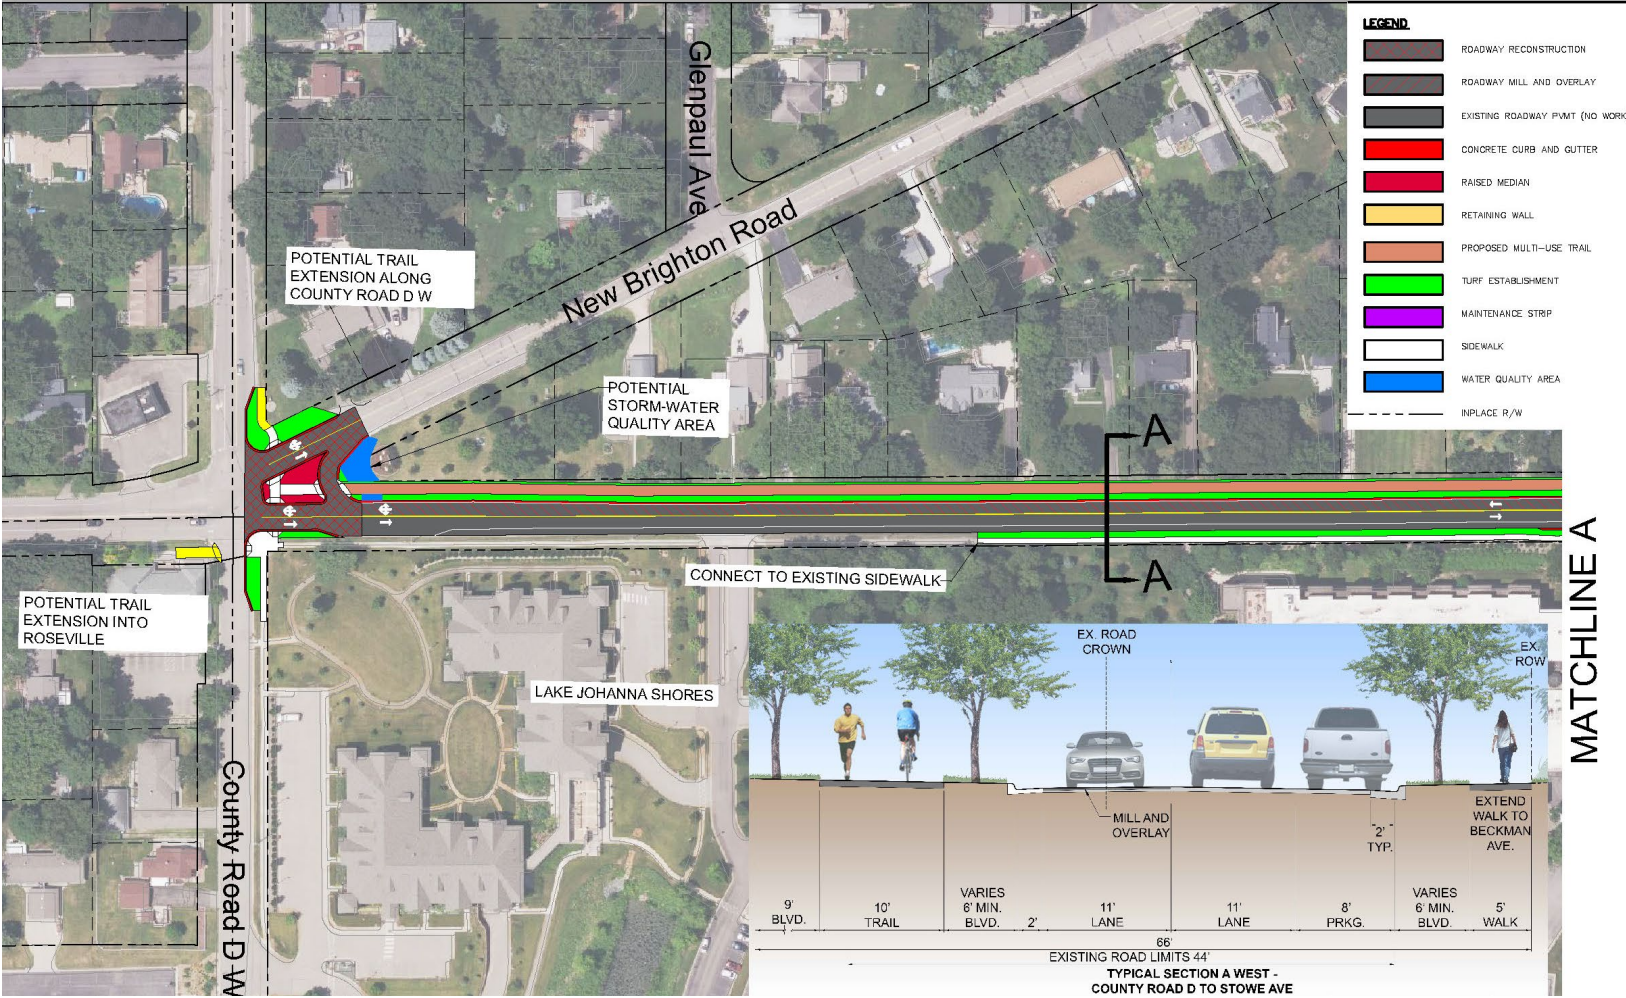 LEGEND
ROADWAY RECONSTRUCTION
ROADWAY MILL AND OVERLAY
EXISTING ROADWAY PVMT (NO WORK
CONCRETE CURB AND GUTTER
RAISED MEDIAN
RETAINING WALL
PROPOSED MULTI-USE TRAIL
TURF ESTABLISHMENT
MAINTENANCE STRIP
SIDEWALK
WATER QUALITY AREA
INPLACE R/W
Glenpaul Ave
New Brighton Road
POTENTIAL TRAIL
EXTENSION ALONG
COUNTY ROAD D W
POTENTIAL
STORM-WATER
QUALITY AREA
A
A
CONNECT TO EXISTING SIDEWALK
POTENTIAL TRAIL
EXTENSION INTO
ROSEVILLE
LAKE JOHANNA SHORES
County Road D W
MATCHLINE A
EX. ROAD
CROWN
EX.
ROW
MILL AND
OVERLAY
2'
TYP.
EXTEND
WALK TO
BECKMAN
AVE.
9'
BLVD.
10'
TRAIL
VARIES
6' MIN.
BLVD.
2'
11'
LANE
11'
LANE
8'
PRKG.
VARIES
6' MIN.
BLVD.
5'
WALK
66'
EXISTING ROAD LIMITS 44'
TYPICAL SECTION A WEST -
COUNTY ROAD D TO STOWE AVE